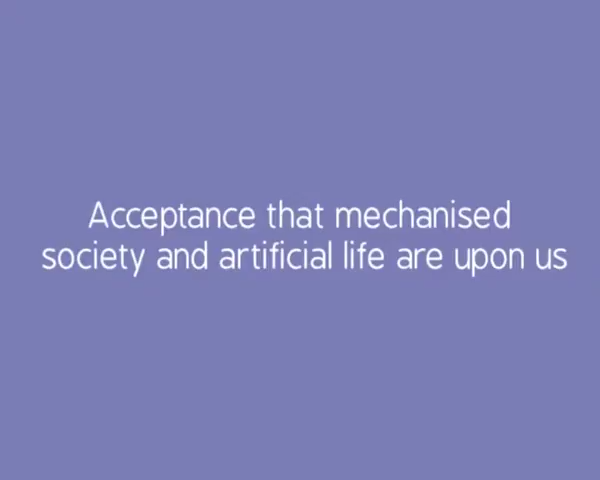 Acceptance that mechanised
society and artificial life are upon us